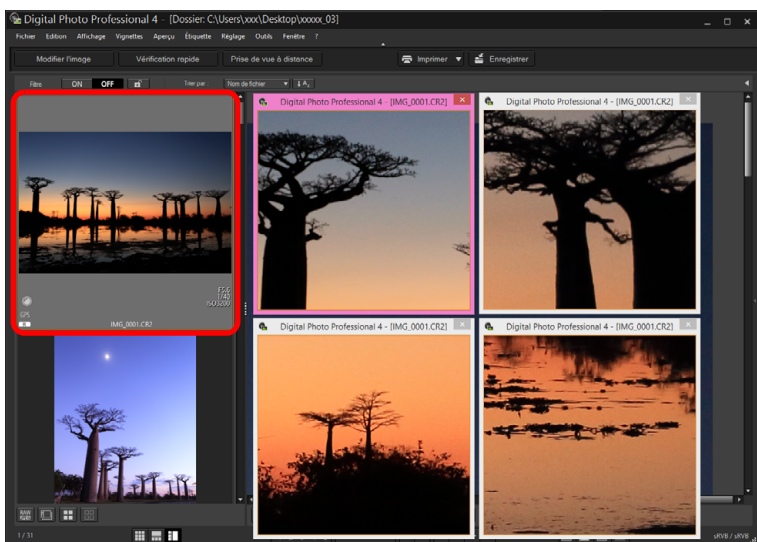 Digital Photo Professional 4 - [Dossier: C:\Users\xxx\Desktop\xxxxx_03]
Fichier Edition Affichage Vignettes Aperçu Étiquette Réglage Outils Fenêtre ?
Modifier l'image Vérification rapide Prise de vue à distance Imprimer Enregistrer
Filtre ON OFF Trier par Nom de fichier
Digital Photo Professional 4 - [IMG_0001.CR2]
Digital Photo Professional 4 - [IMG_0001.CR2]
F5.6
1/40
ISO3200
GPS
IMG_0001.CR2
Digital Photo Professional 4 - [IMG_0001.CR2]
Digital Photo Professional 4 - [IMG_0001.CR2]
1 / 31
sRVB / sRVB